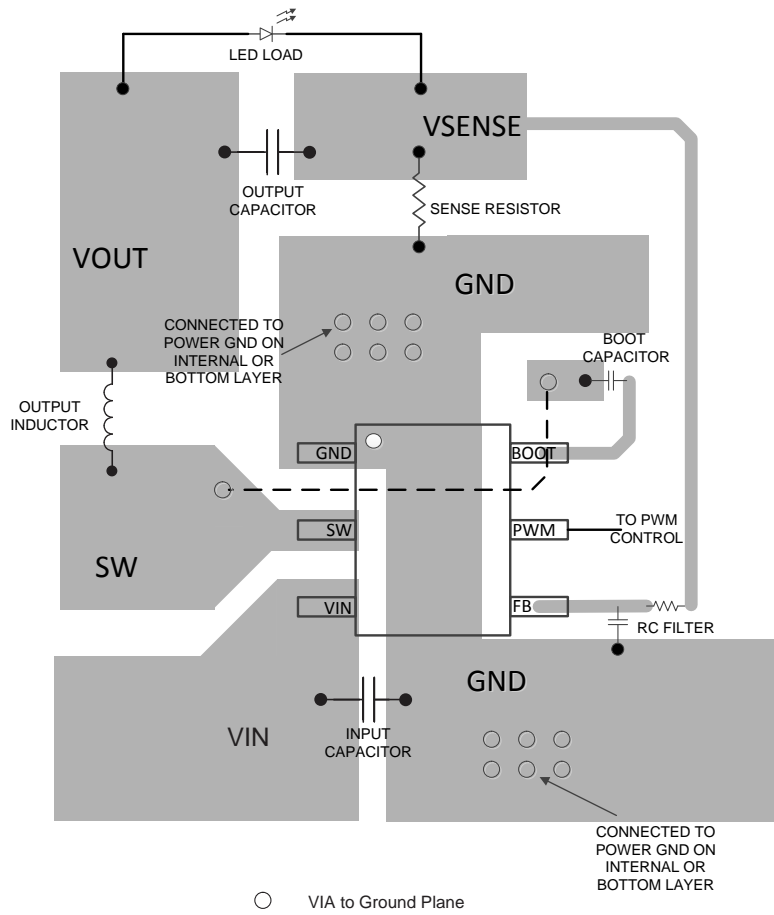 LED LOAD
VSENSE
OUTPUT
CAPACITOR
SENSE RESISTOR
VOUT
GND
CONNECTED TO
POWER GND ON
INTERNAL OR
BOTTOM LAYER
BOOT
CAPACITOR
OUTPUT
INDUCTOR
GND
BOOT
SW
PWM
TO PWM
CONTROL
SW
VIN
FB
RC FILTER
GND
VIN
INPUT
CAPACITOR
CONNECTED TO
POWER GND ON
INTERNAL OR
BOTTOM LAYER
VIA to Ground Plane